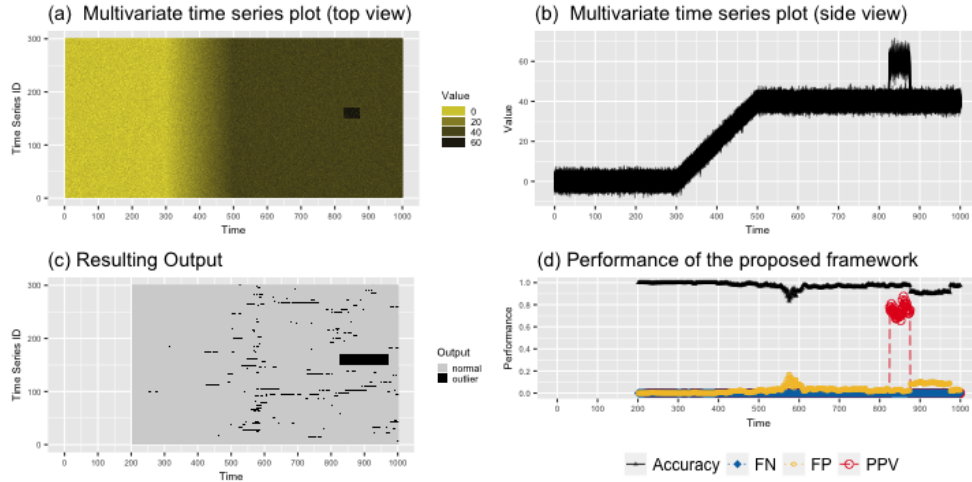 (a) Multivariate time series plot (top view)
300
200
100
0
Time Series ID
0 100 200 300 400 500 600 700 800 900 1000
Time
Value
0
20
40
60
(b) Multivariate time series plot (side view)
60
40
20
0
Value
0 100 200 300 400 500 600 700 800 900 1000
Time
(c) Resulting Output
300
200
100
0
Time Series ID
0 100 200 300 400 500 600 700 800 900 1000
Time
Output
normal
outlier
(d) Performance of the proposed framework
1.0
0.8
0.6
0.4
0.2
0.0
Performance
0 100 200 300 400 500 600 700 800 900 1000
Time
Accuracy FN FP PPV